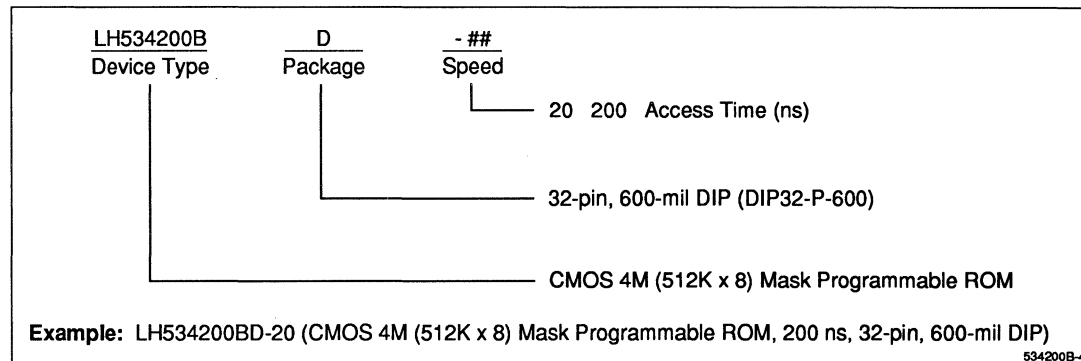 LH534200B D - ##
Device Type Package Speed
20 200 Access Time (ns)
32-pin, 600-mil DIP (DIP32-P-600)
CMOS 4M (512K x 8) Mask Programmable ROM
Example: LH534200BD-20 (CMOS 4M (512K x 8) Mask Programmable ROM, 200 ns, 32-pin, 600-mil DIP)